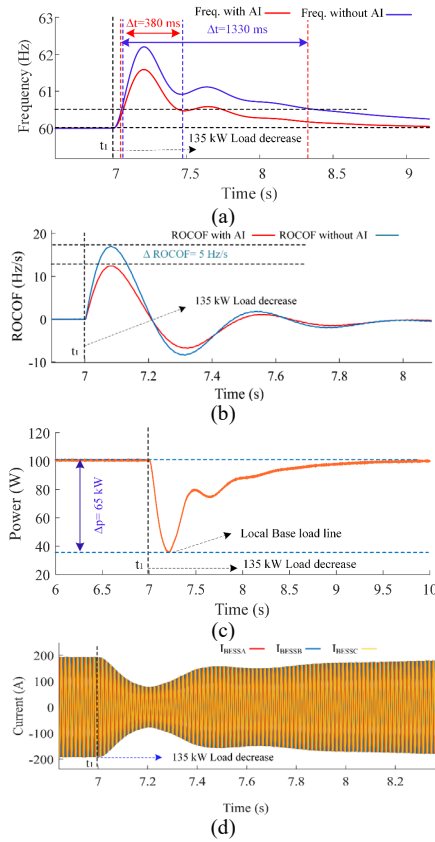 Freq. with AI Freq. without AI
Δt=380 ms
Δt=1330 ms
63
62
61
60
Frequency (Hz)
t₁
135 kW Load decrease
7 7.5 8 8.5 9
Time (s)
(a)
20
10
0
-10
ROCOF (Hz/s)
ROCOF with AI ROCOF without AI
Δ ROCOF= 5 Hz/s
135 kW Load decrease
t₁
7 7.2 7.4 7.6 7.8 8
Time (s)
(b)
120
100
80
60
40
20
Power (W)
Δp= 65 kW
Local Base load line
t₁
135 kW Load decrease
6 6.5 7 7.5 8 8.5 9 9.5 10
Time (s)
(c)
I_BESSA I_BESSB I_BESSC
200
100
0
-100
-200
Current (A)
t₁
135 kW Load decrease
7 7.2 7.4 7.6 7.8 8 8.2
Time (s)
(d)